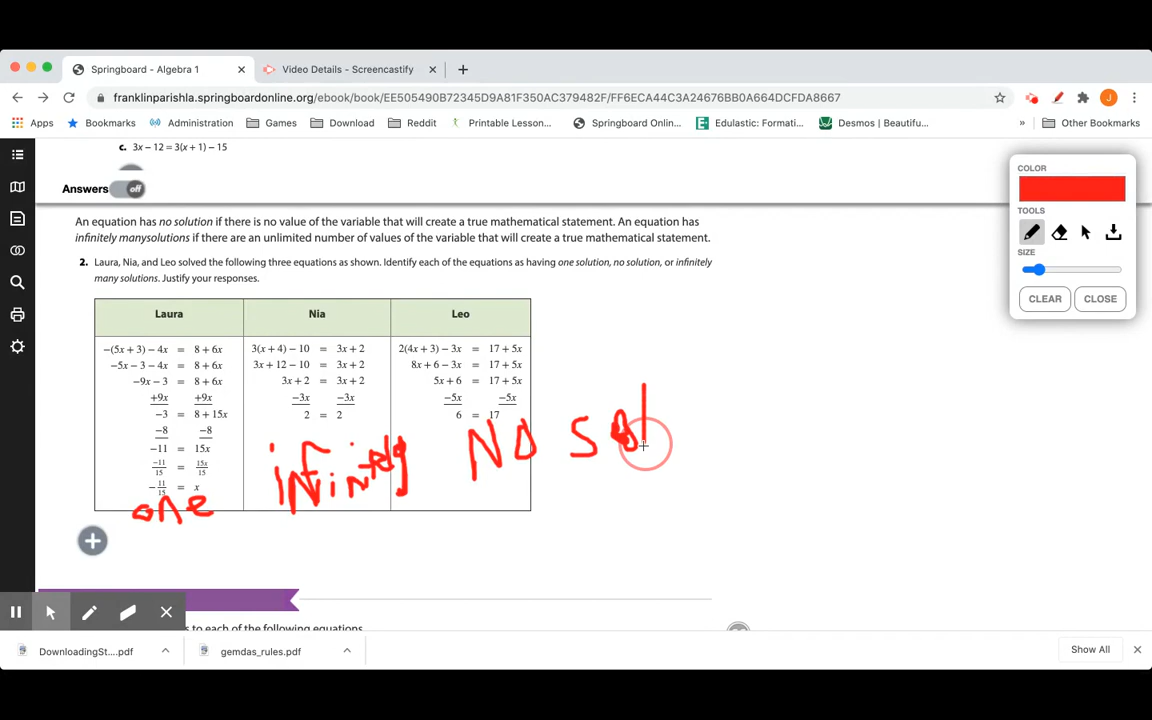 Springboard - Algebra 1
Video Details - Screencastify
franklinparishla.springboardonline.org/ebook/book/EE505490B72345D9A81F350AC379482F/FF6ECA44C3A24676BB0A664DCFDA8667
J
Apps
Bookmarks
Administration
Games
Download
Reddit
Printable Lesson...
Springboard Onlin...
Edulastic: Formati...
Desmos | Beautifu...
»
Other Bookmarks
c. 3x – 12 = 3(x + 1) – 15
Answers off
An equation has no solution if there is no value of the variable that will create a true mathematical statement. An equation has
infinitely manysolutions if there are an unlimited number of values of the variable that will create a true mathematical statement.
2. Laura, Nia, and Leo solved the following three equations as shown. Identify each of the equations as having one solution, no solution, or infinitely
many solutions. Justify your responses.
Laura
–(5x + 3) – 4x = 8 + 6x
–5x – 3 – 4x = 8 + 6x
–9x – 3 = 8 + 6x
+9x +9x
–3 = 8 + 15x
–8 –8
–11 = 15x
–11/15 = 15x/15
–11/15 = x
one
Nia
3(x + 4) – 10 = 3x + 2
3x + 12 – 10 = 3x + 2
3x + 2 = 3x + 2
–3x –3x
2 = 2
infinitely
Leo
2(4x + 3) – 3x = 17 + 5x
8x + 6 – 3x = 17 + 5x
5x + 6 = 17 + 5x
–5x –5x
6 = 17
NO Sol
COLOR
TOOLS
SIZE
CLEAR
CLOSE
s to each of the following equations.
DownloadingSt....pdf
gemdas_rules.pdf
Show All